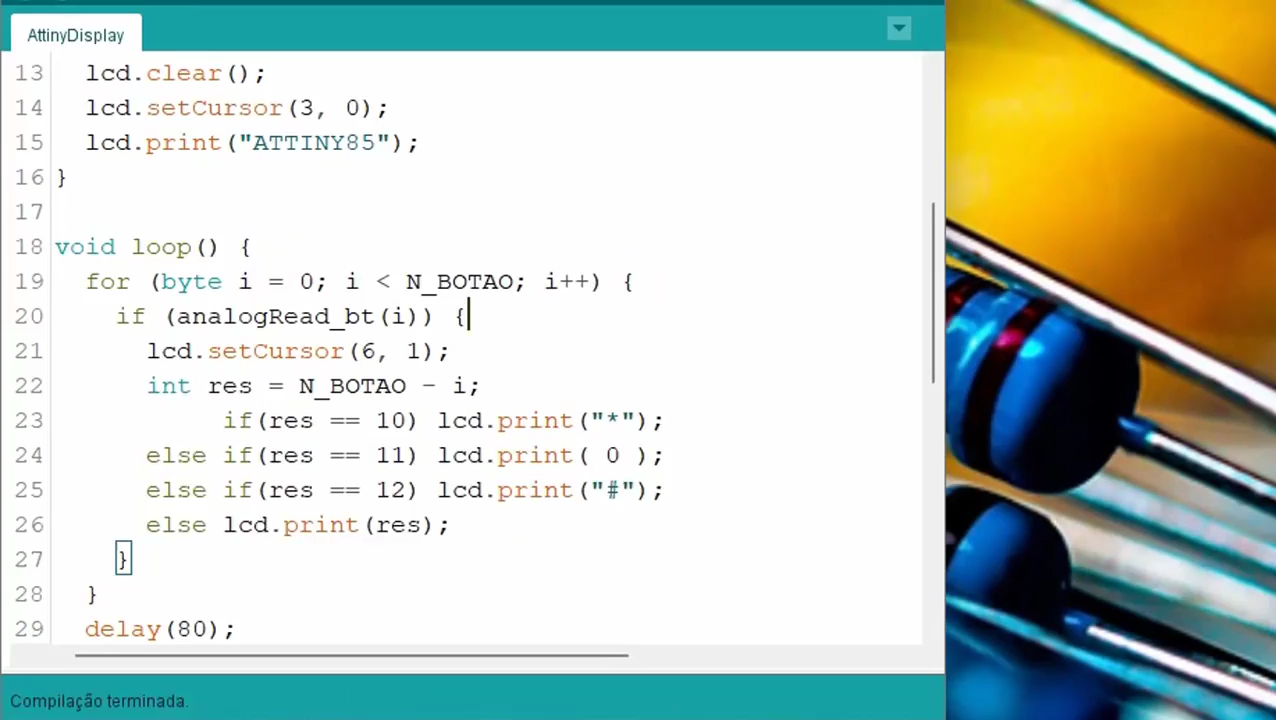 AttinyDisplay
13 lcd.clear();
14 lcd.setCursor(3, 0);
15 lcd.print("ATTINY85");
16 }
17
18 void loop() {
19 for (byte i = 0; i < N_BOTAO; i++) {
20 if (analogRead_bt(i)) {
21 lcd.setCursor(6, 1);
22 int res = N_BOTAO - i;
23 if(res == 10) lcd.print("*");
24 else if(res == 11) lcd.print( 0 );
25 else if(res == 12) lcd.print("#");
26 else lcd.print(res);
27 }
28 }
29 delay(80);
Compilação terminada.